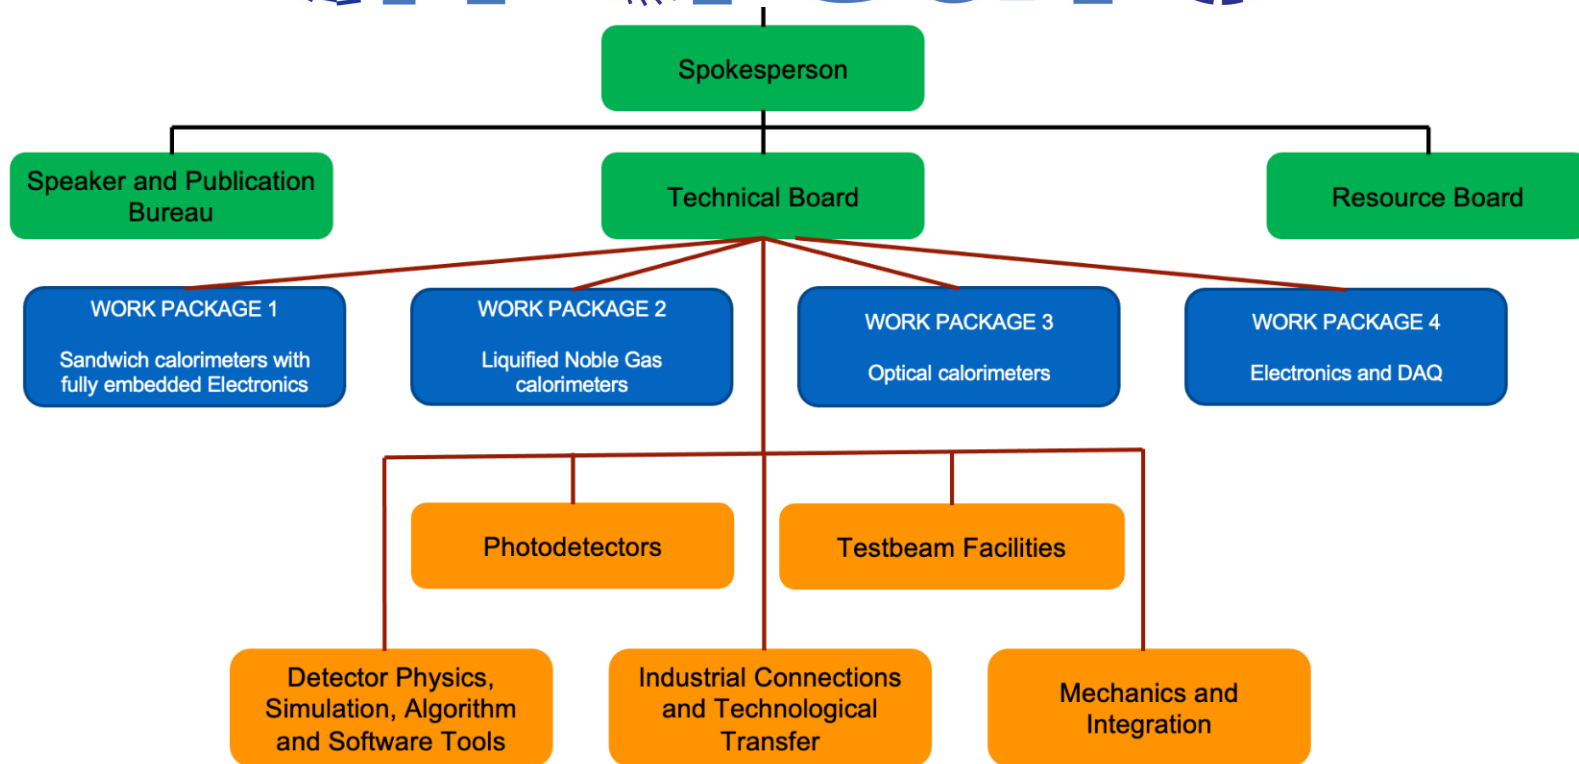 Spokesperson
Speaker and Publication
Bureau
Technical Board
Resource Board
WORK PACKAGE 1
Sandwich calorimeters with
fully embedded Electronics
WORK PACKAGE 2
Liquified Noble Gas
calorimeters
WORK PACKAGE 3
Optical calorimeters
WORK PACKAGE 4
Electronics and DAQ
Photodetectors
Testbeam Facilities
Detector Physics,
Simulation, Algorithm
and Software Tools
Industrial Connections
and Technological
Transfer
Mechanics and
Integration